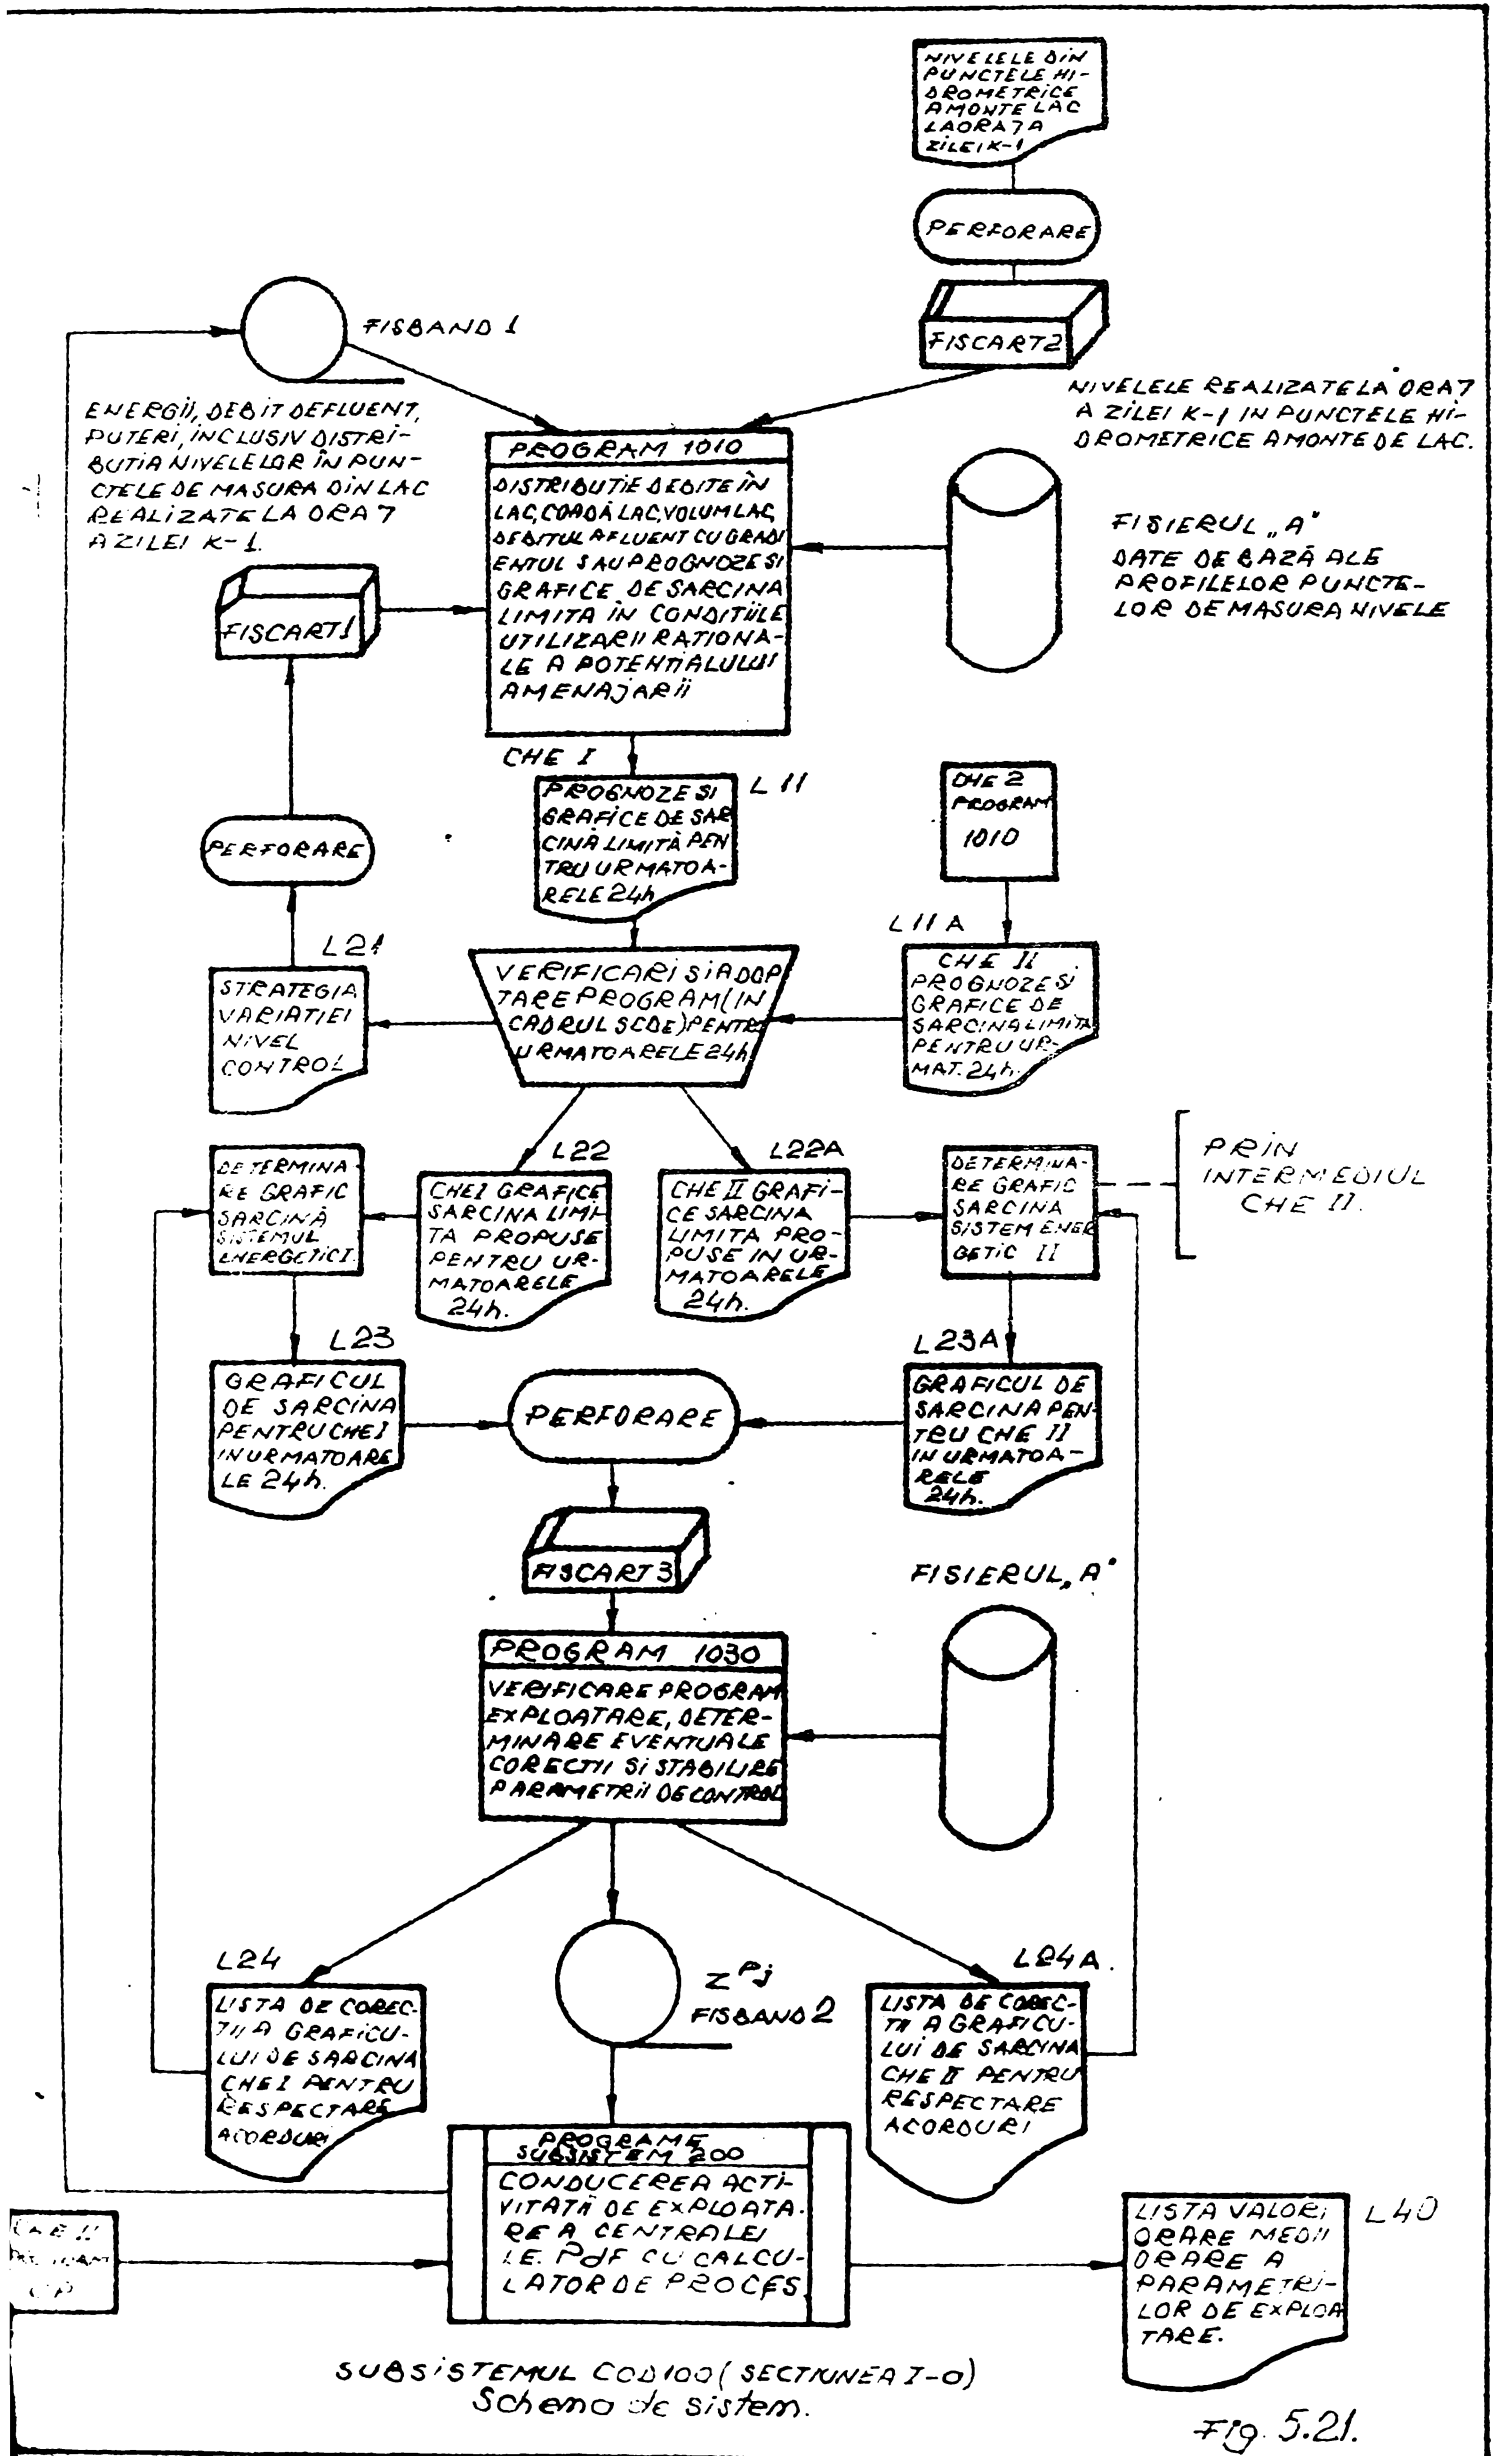 NIVELELE DIN
PUNCTELE HI-
DROMETRICE
AMONTE LAC
LA ORA 7 A
ZILEI K-1
PERFORARE
FISCART2
FISBAND 1
NIVELELE REALIZATE LA ORA 7
A ZILEI K-1 IN PUNCTELE HI-
DROMETRICE AMONTE DE LAC.
ENERGII, DEBIT DEFLUENT,
PUTERI, INCLUSIV DISTRI-
BUTIA NIVELELOR ÎN PUN-
CTELE DE MASURA DIN LAC
REALIZATE LA ORA 7
A ZILEI K-1.
PROGRAM 1010
DISTRIBUTIE DEBITE ÎN
LAC, COADĂ LAC, VOLUM LAC,
DEBITUL AFLUENT CU GRADI
ENTUL SAU PROGNOZE SI
GRAFICE DE SARCINA
LIMITA ÎN CONDITIILE
UTILIZARII RATIONA-
LE A POTENTIALULUI
AMENAJARII
FISIERUL „A"
DATE DE BAZĂ ALE
PROFILELOR PUNCTE-
LOR DE MASURA NIVELE
FISCART1
CHE I
L 11
PROGNOZE SI
GRAFICE DE SAR
CINĂ LIMITĂ PEN
TRU URMATOA-
RELE 24h
CHE 2
PROGRAM
1010
PERFORARE
L11A
CHE II
PROGNOZE SI
GRAFICE DE
SARCINA LIMITA
PENTRU UR-
MAT. 24h.
L21
STRATEGIA
VARIATIEI
NIVEL
CONTROL
VERIFICARI SI ADOP
TARE PROGRAM (IN
CADRUL SCDE) PENTRU
URMATOARELE 24h
L22
L22A
DETERMINA-
RE GRAFIC
SARCINĂ
SISTEMUL
ENERGETIC I.
CHE I GRAFICE
SARCINA LIMI-
TA PROPUSE
PENTRU UR-
MATOARELE
24h.
CHE II GRAFI-
CE SARCINA
LIMITA PRO-
PUSE IN UR-
MATOARELE
24h.
DETERMINA-
RE GRAFIC
SARCINA
SISTEM ENER
GETIC II
PRIN
INTERMEDIUL
CHE II.
L23
L23A
GRAFICUL
DE SARCINA
PENTRU CHE I
IN URMATOARE
LE 24h.
PERFORARE
GRAFICUL DE
SARCINA PEN-
TRU CHE II
IN URMATOA-
RELE
24h.
FISCART 3
FISIERUL „A"
PROGRAM 1030
VERIFICARE PROGRAM
EXPLOATARE, DETER-
MINARE EVENTUALE
CORECTII SI STABILIRE
PARAMETRII DE CONTROL
L24
L24A.
Z Pj
FISBAND 2
LISTA DE COREC-
TII A GRAFICU-
LUI DE SARCINA
CHE I PENTRU
RESPECTARE
ACORDURI
LISTA DE COREC-
TII A GRAFICU-
LUI DE SARCINA
CHE II PENTRU
RESPECTARE
ACORDURI
PROGRAME
SUBSISTEM 200
CONDUCEREA ACTI-
VITATII DE EXPLOATA-
RE A CENTRALEI
I.E. PdF CU CALCU-
LATOR DE PROCES
CHE II
L40
LISTA VALORI
ORARE MEDII
ORARE A
PARAMETRI-
LOR DE EXPLOA
TARE.
SUBSISTEMUL COD 100 ( SECTIUNEA I-0)
Schema de sistem.
Fig. 5.21.